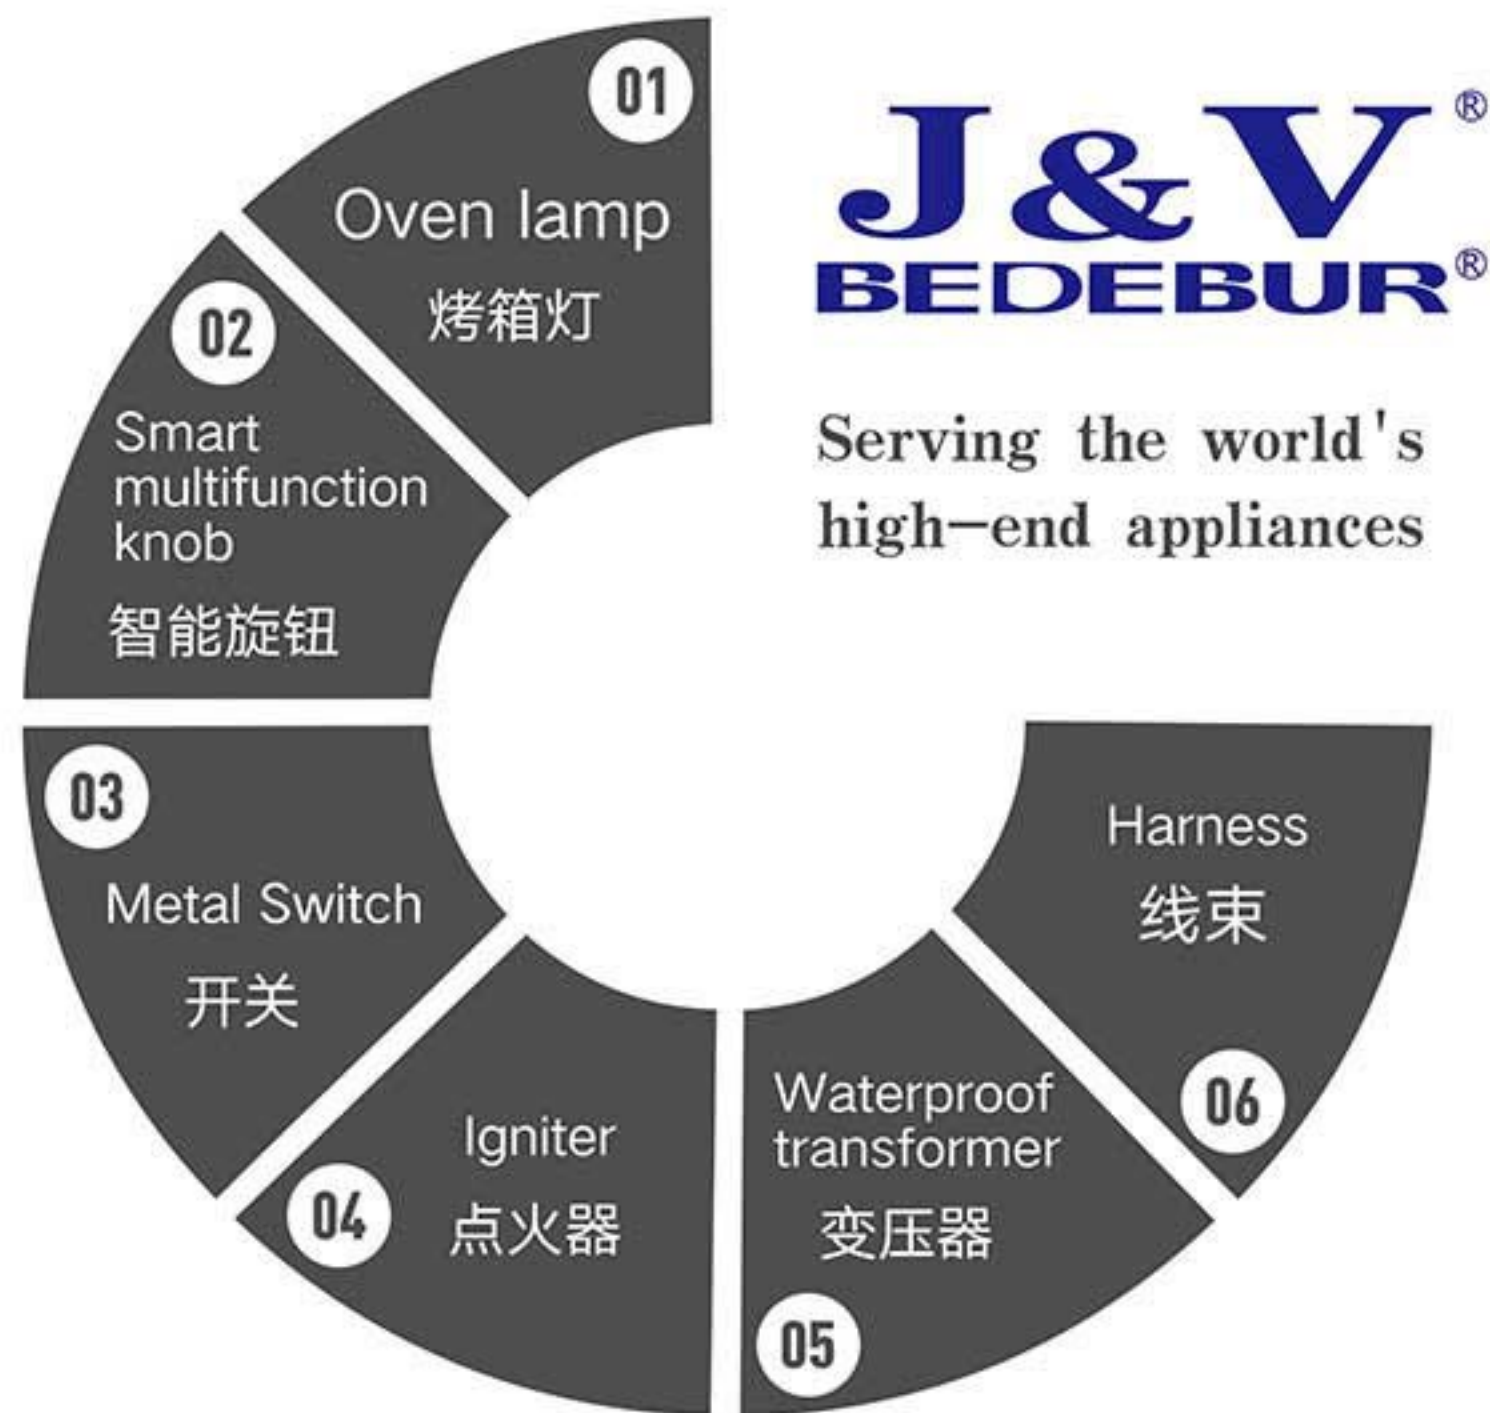 01
Oven lamp
烤箱灯
02
Smart
multifunction
knob
智能旋钮
03
Metal Switch
开关
04
Igniter
点火器
05
Waterproof
transformer
变压器
06
Harness
线束
J&V®
BEDEBUR®
Serving the world's
high-end appliances